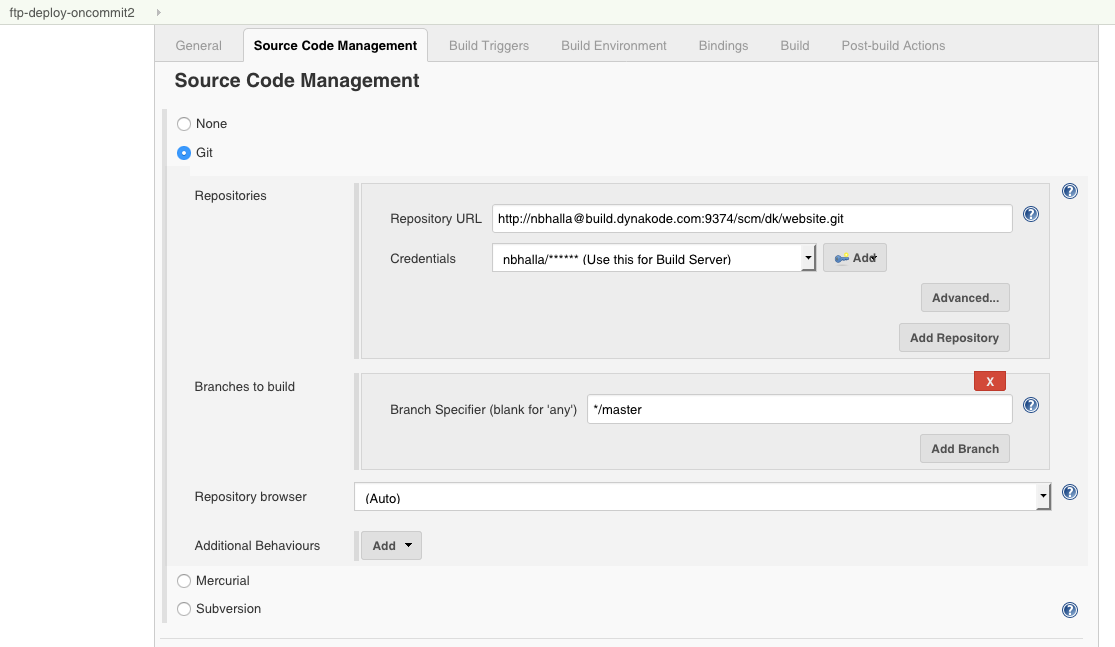 ftp-deploy-oncommit2
General Source Code Management Build Triggers Build Environment Bindings Build Post-build Actions
Source Code Management
None
Git
Repositories
Repository URL http://nbhalla@build.dynakode.com:9374/scm/dk/website.git
Credentials nbhalla/****** (Use this for Build Server) Add
Advanced...
Add Repository
Branches to build
X
Branch Specifier (blank for 'any') */master
Add Branch
Repository browser (Auto)
Additional Behaviours Add
Mercurial
Subversion